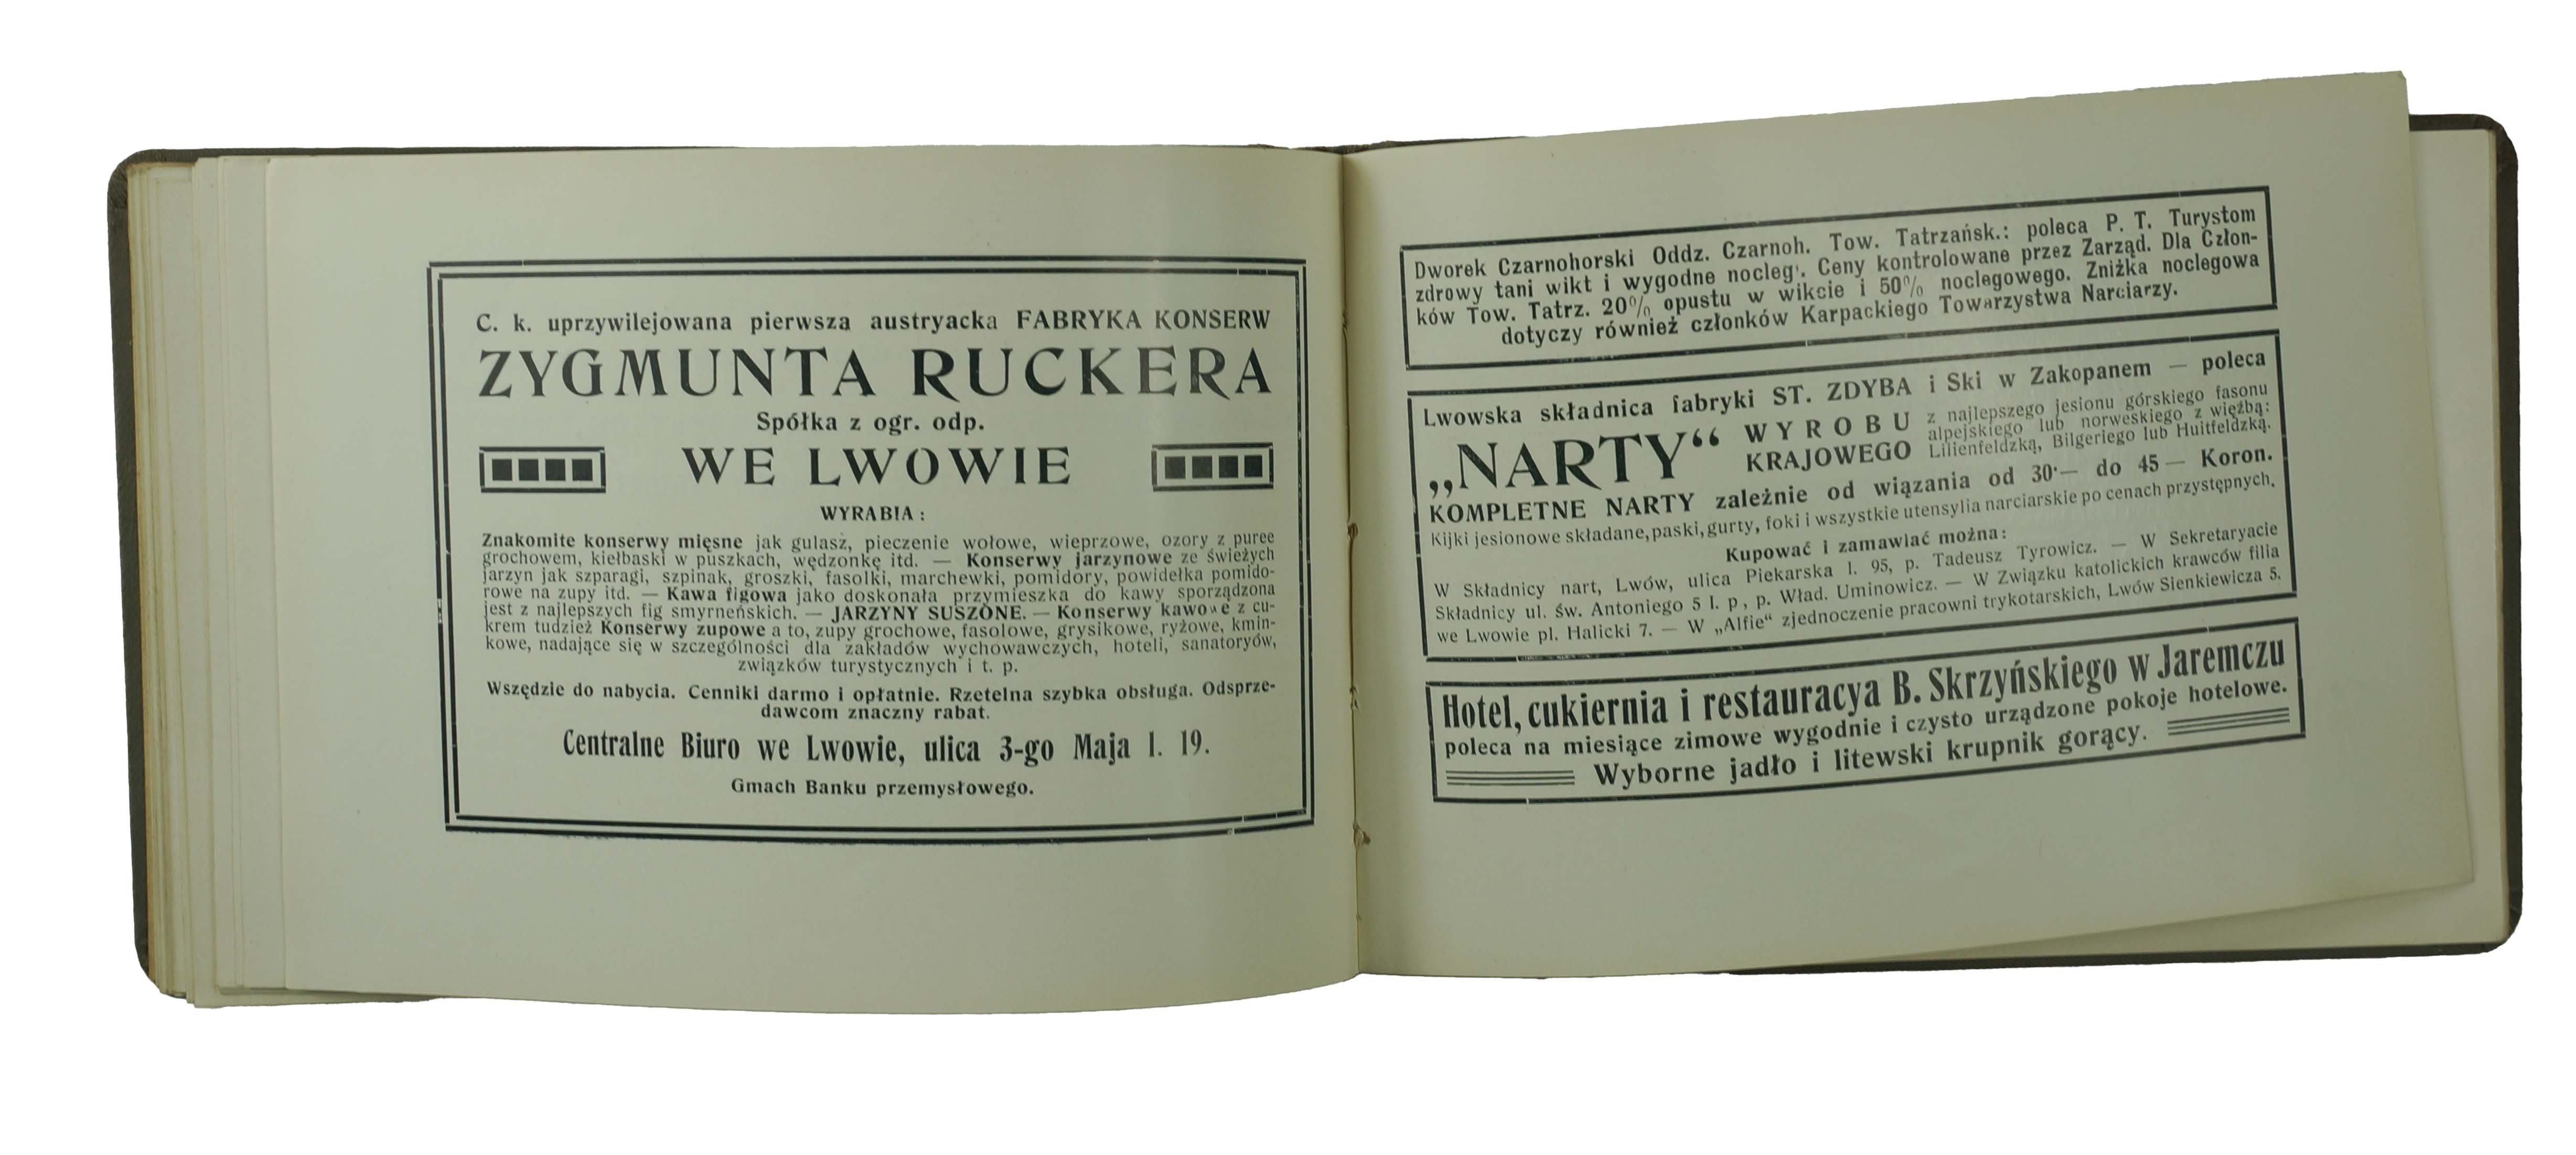 C. k. uprzywilejowana pierwsza austryacka FABRYKA KONSERW
ZYGMUNTA RUCKERA
Spółka z ogr. odp.
WE LWOWIE
WYRABIA:
Znakomite konserwy mięsne jak gulasz, pieczenie wołowe, wieprzowe, ozory z puree
grochowem, kiełbaski w puszkach, wędzonkę itd. — Konserwy jarzynowe ze świeżych
jarzyn jak szparagi, szpinak, groszki, fasolki, marchewki, pomidory, powidełka pomido-
rowe na zupy itd. — Kawa figowa jako doskonała przymieszka do kawy sporządzona
jest z najlepszych fig smyrneńskich. — JARZYNY SUSZONE. — Konserwy kawowe z cu-
krem tudzież Konserwy zupowe a to, zupy grochowe, fasolowe, grysikowe, ryżowe, kmin-
kowe, nadające się w szczególności dla zakładów wychowawczych, hoteli, sanatoryów,
związków turystycznych i t. p.
Wszędzie do nabycia. Cenniki darmo i opłatnie. Rzetelna szybka obsługa. Odsprze-
dawcom znaczny rabat.
Centralne Biuro we Lwowie, ulica 3-go Maja l. 19.
Gmach Banku przemysłowego.
Dworek Czarnohorski Oddz. Czarnoh. Tow. Tatrzańsk.: poleca P. T. Turystom
zdrowy tani wikt i wygodne noclegi. Ceny kontrolowane przez Zarząd. Dla Człon-
ków Tow. Tatrz. 20% opustu w wikcie i 50% noclegowego. Zniżka noclegowa
dotyczy również członków Karpackiego Towarzystwa Narciarzy.
Lwowska składnica fabryki ST. ZDYBA i Ski w Zakopanem — poleca
„NARTY“ WYROBU KRAJOWEGO
z najlepszego jesionu górskiego fasonu
alpejskiego lub norweskiego z więźbą:
Lilienfeldzką, Bilgeriego lub Huitfeldzką.
KOMPLETNE NARTY zależnie od wiązania od 30·— do 45— Koron.
Kijki jesionowe składane, paski, gurty, foki i wszystkie utensylia narciarskie po cenach przystępnych.
Kupować i zamawiać można:
W Składnicy nart, Lwów, ulica Piekarska l. 95, p. Tadeusz Tyrowicz. — W Sekretaryacie
Składnicy ul. św. Antoniego 5 I. p., p. Wład. Uminowicz. — W Związku katolickich krawców filia
we Lwowie pl. Halicki 7. — W „Alfie“ zjednoczenie pracowni trykotarskich, Lwów Sienkiewicza 5.
Hotel, cukiernia i restauracya B. Skrzyńskiego w Jaremczu
poleca na miesiące zimowe wygodnie i czysto urządzone pokoje hotelowe.
Wyborne jadło i litewski krupnik gorący.